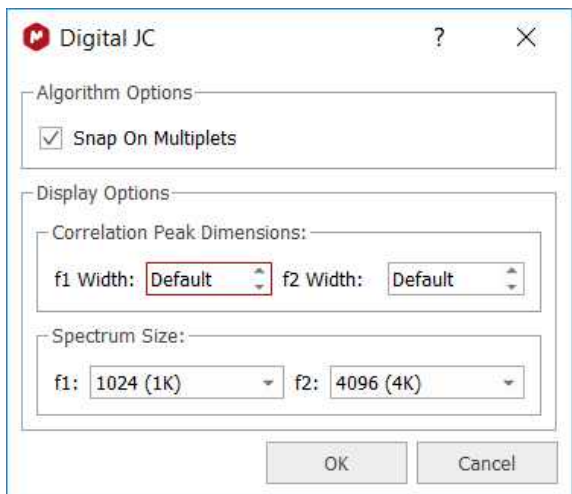 Digital JC ?
Algorithm Options
Snap On Multiplets
Display Options
Correlation Peak Dimensions:
f1 Width: Default f2 Width: Default
Spectrum Size:
f1: 1024 (1K) f2: 4096 (4K)
OK Cancel